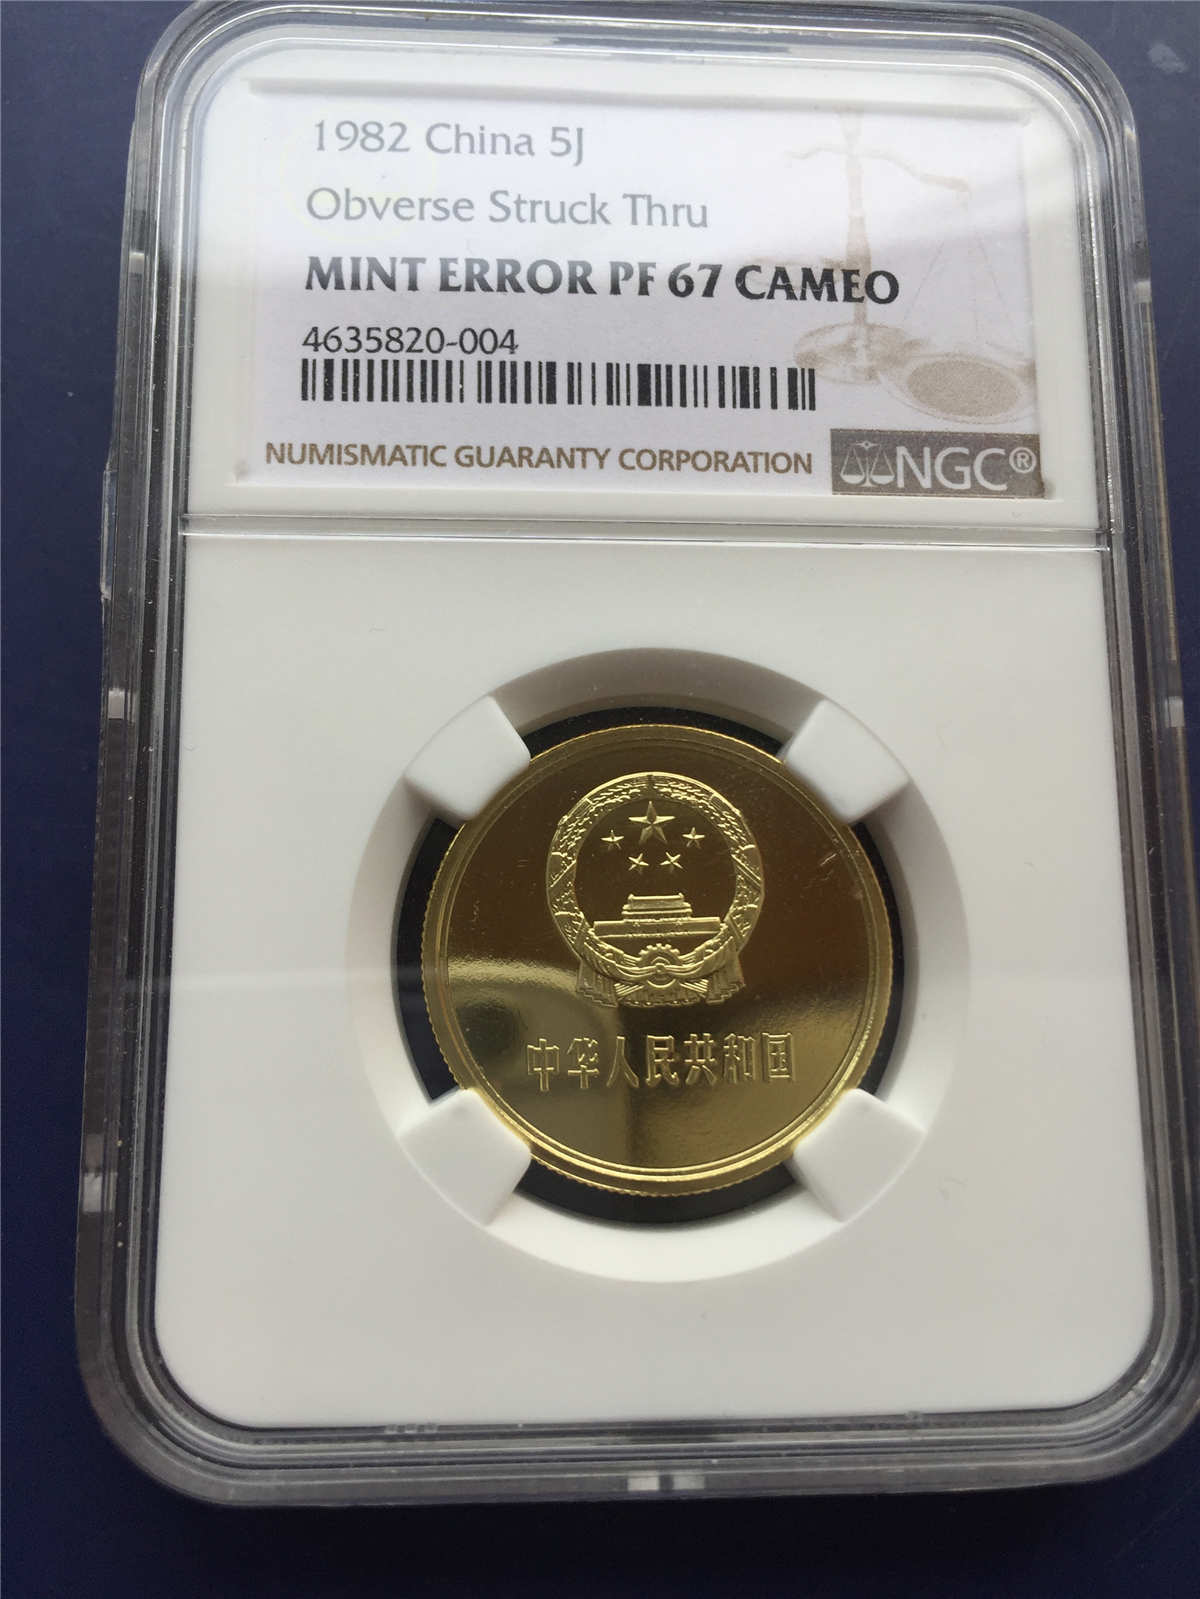 1982 China 5J
Obverse Struck Thru
MINT ERROR PF 67 CAMEO
4635820-004
NUMISMATIC GUARANTY CORPORATION
NGC®
中华人民共和国